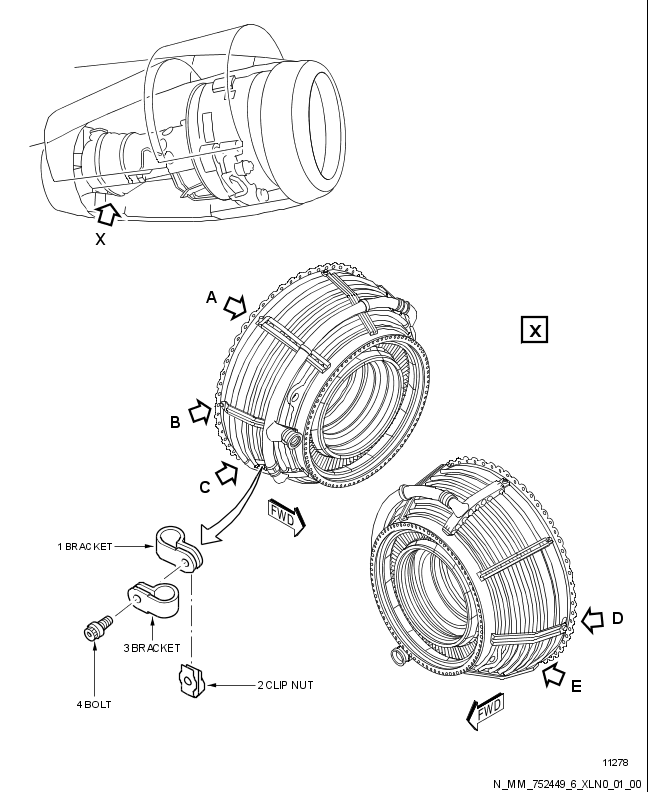 X
A
X
B
C
FWD
1 BRACKET
D
3 BRACKET
E
2 CLIP NUT
4 BOLT
FWD
11278
N_MM_752449_6_XLN0_01_00